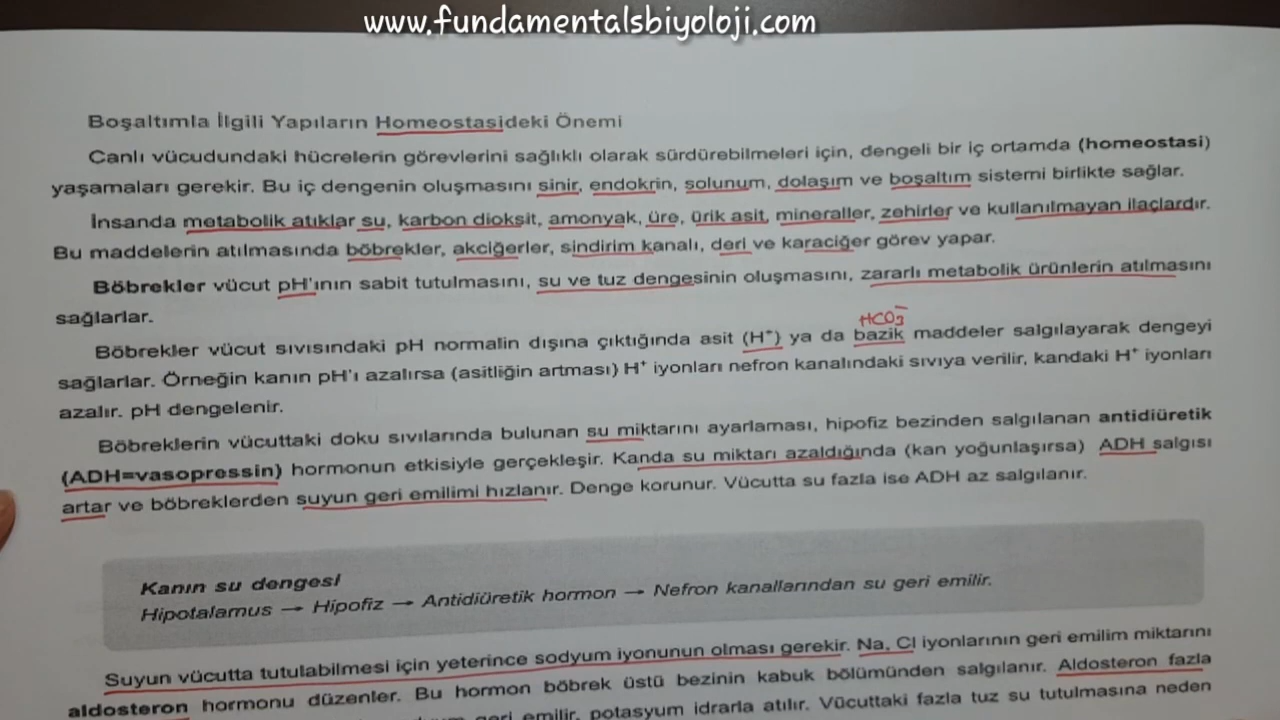 www.fundamentalsbiyoloji.com
Boşaltımla İlgili Yapıların Homeostasideki Önemi
Canlı vücudundaki hücrelerin görevlerini sağlıklı olarak sürdürebilmeleri için, dengeli bir iç ortamda (homeostasi)
yaşamaları gerekir. Bu iç dengenin oluşmasını sinir, endokrin, solunum, dolaşım ve boşaltım sistemi birlikte sağlar.
İnsanda metabolik atıklar su, karbon dioksit, amonyak, üre, ürik asit, mineraller, zehirler ve kullanılmayan ilaçlardır.
Bu maddelerin atılmasında böbrekler, akciğerler, sindirim kanalı, deri ve karaciğer görev yapar.
Böbrekler vücut pH'ının sabit tutulmasını, su ve tuz dengesinin oluşmasını, zararlı metabolik ürünlerin atılmasını
sağlarlar.
HCO3⁻
Böbrekler vücut sıvısındaki pH normalin dışına çıktığında asit (H⁺) ya da bazik maddeler salgılayarak dengeyi
sağlarlar. Örneğin kanın pH'ı azalırsa (asitliğin artması) H⁺ iyonları nefron kanalındaki sıvıya verilir, kandaki H⁺ iyonları
azalır. pH dengelenir.
Böbreklerin vücuttaki doku sıvılarında bulunan su miktarını ayarlaması, hipofiz bezinden salgılanan antidiüretik
(ADH=vasopressin) hormonun etkisiyle gerçekleşir. Kanda su miktarı azaldığında (kan yoğunlaşırsa) ADH salgısı
artar ve böbreklerden suyun geri emilimi hızlanır. Denge korunur. Vücutta su fazla ise ADH az salgılanır.
Kanın su dengesi
Hipotalamus → Hipofiz → Antidiüretik hormon → Nefron kanallarından su geri emilir.
Suyun vücutta tutulabilmesi için yeterince sodyum iyonunun olması gerekir. Na, Cl iyonlarının geri emilim miktarını
aldosteron hormonu düzenler. Bu hormon böbrek üstü bezinin kabuk bölümünden salgılanır. Aldosteron fazla
geri emilir, potasyum idrarla atılır. Vücuttaki fazla tuz su tutulmasına neden